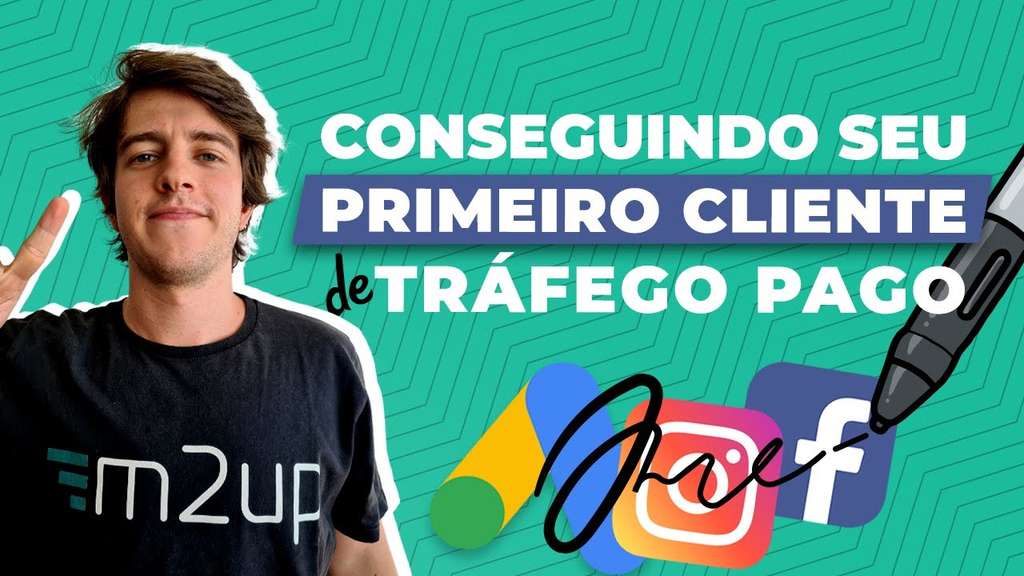 CONSEGUINDO SEU
PRIMEIRO CLIENTE
de TRÁFEGO PAGO
m2up
f